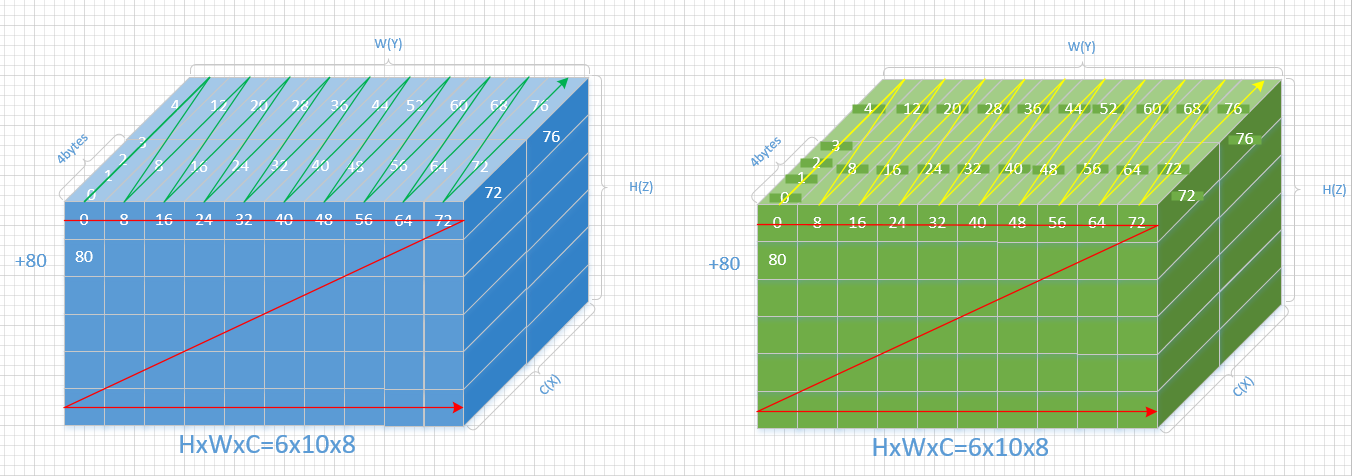 W(Y)
4 12 20 28 36 44 52 60 68 76
4bytes
3
2
1
0
8 16 24 32 40 48 56 64 72
76
72
H(Z)
0 8 16 24 32 40 48 56 64 72
+80
80
C(X)
HxWxC=6x10x8
W(Y)
4 12 20 28 36 44 52 60 68 76
4bytes
3
2
1
0
8 16 24 32 40 48 56 64 72
76
72
H(Z)
0 8 16 24 32 40 48 56 64 72
+80
80
C(X)
HxWxC=6x10x8